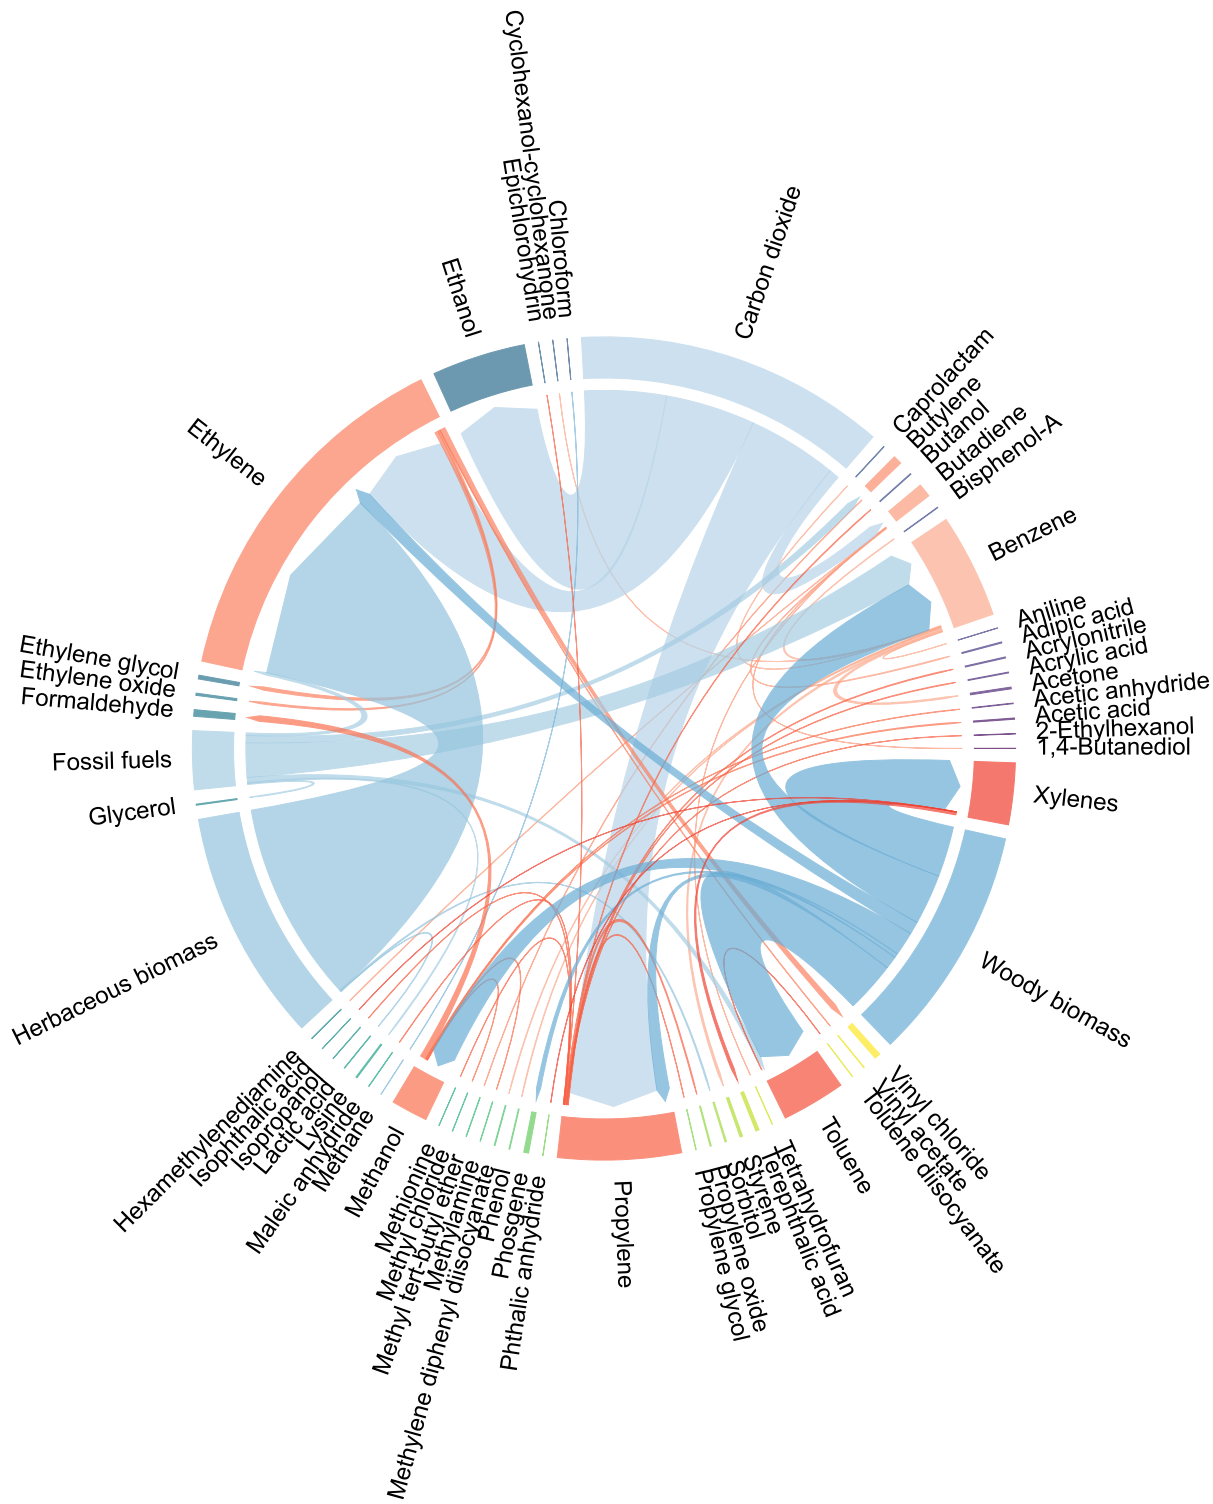 Cyclohexanol-cyclohexanone
Epichlorohydrin
Chloroform
Carbon dioxide
Caprolactam
Butylene
Butanol
Butadiene
Bisphenol-A
Benzene
Aniline
Adipic acid
Acrylonitrile
Acrylic acid
Acetone
Acetic anhydride
Acetic acid
2-Ethylhexanol
1,4-Butanediol
Xylenes
Woody biomass
Vinyl chloride
Vinyl acetate
Toluene diisocyanate
Toluene
Tetrahydrofuran
Terephthalic acid
Styrene
Sorbitol
Propylene oxide
Propylene glycol
Propylene
Phthalic anhydride
Phosgene
Phenol
Methylene diphenyl diisocyanate
Methylamine
Methyl tert-butyl ether
Methyl chloride
Methionine
Methanol
Methane
Maleic anhydride
Lysine
Lactic acid
Isopropanol
Isophthalic acid
Hexamethylenediamine
Herbaceous biomass
Glycerol
Fossil fuels
Formaldehyde
Ethylene oxide
Ethylene glycol
Ethylene
Ethanol